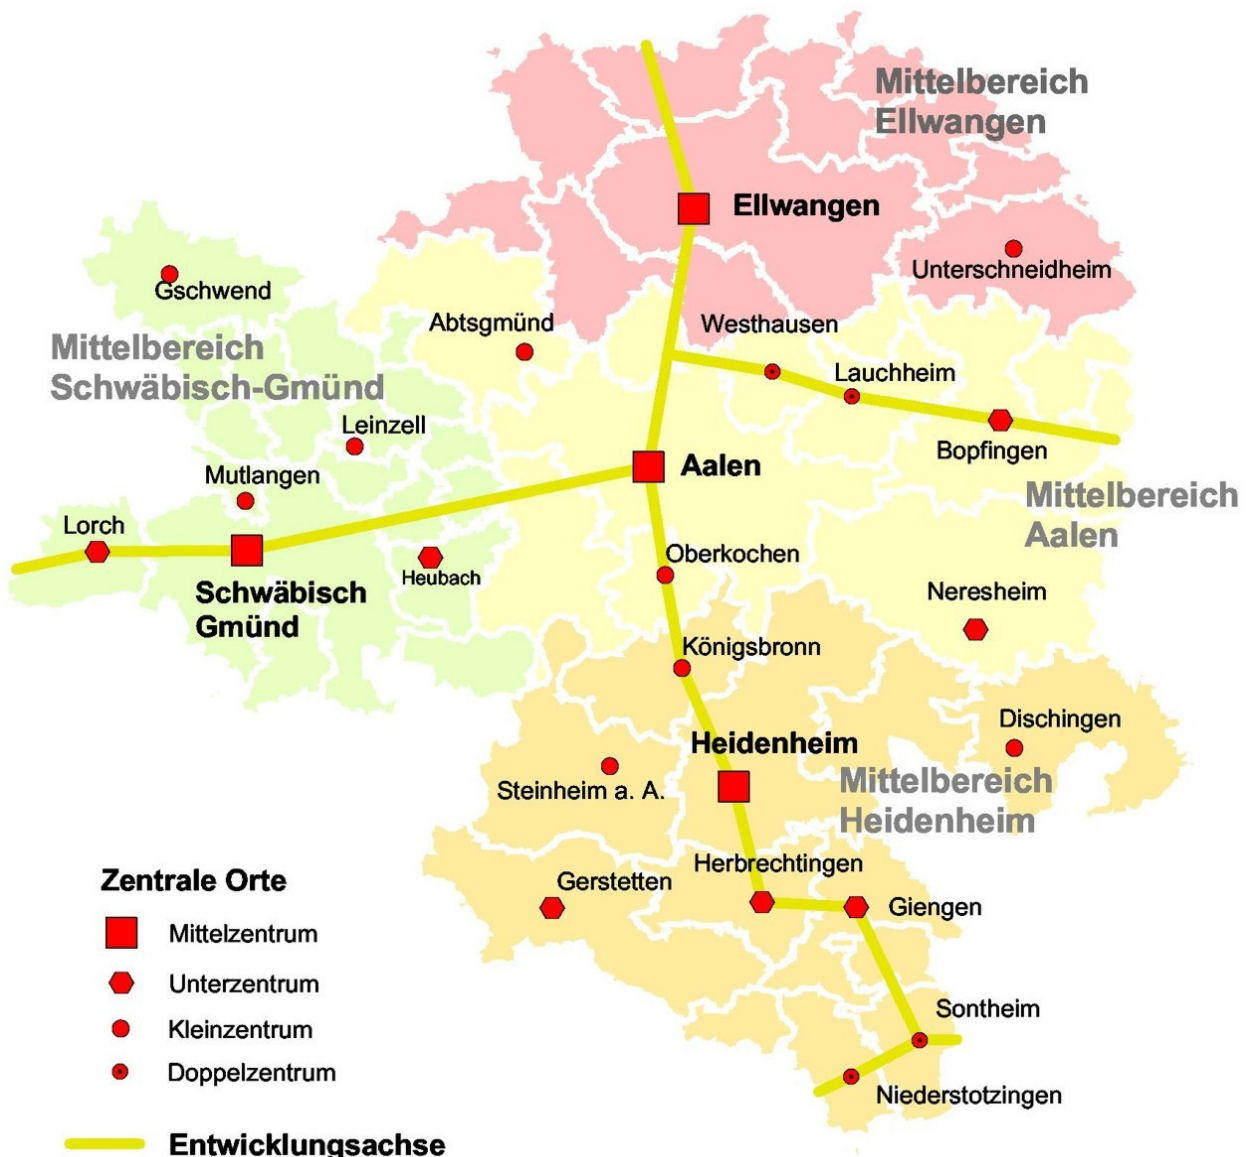 Mittelbereich
Ellwangen
Ellwangen
Unterschneidheim
Gschwend
Abtsgmünd
Westhausen
Mittelbereich
Schwäbisch-Gmünd
Lauchheim
Leinzell
Bopfingen
Mutlangen
Aalen
Mittelbereich
Aalen
Lorch
Oberkochen
Heubach
Schwäbisch
Gmünd
Neresheim
Königsbronn
Dischingen
Heidenheim
Steinheim a. A.
Mittelbereich
Heidenheim
Herbrechtingen
Gerstetten
Giengen
Sontheim
Niederstotzingen
Zentrale Orte
Mittelzentrum
Unterzentrum
Kleinzentrum
Doppelzentrum
Entwicklungsachse